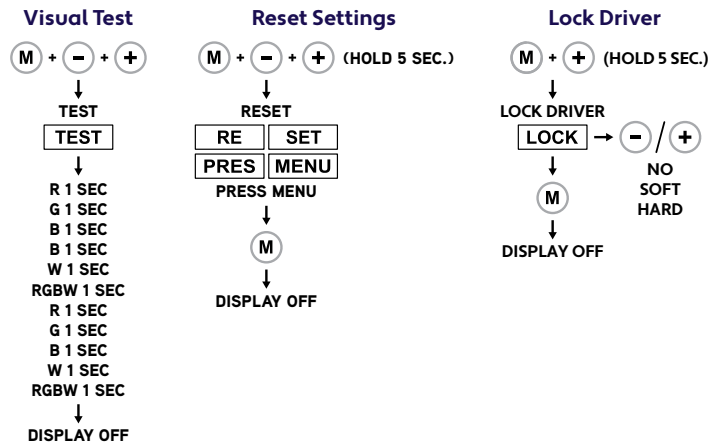 Visual Test
M + − + +
TEST
TEST
R 1 SEC
G 1 SEC
B 1 SEC
B 1 SEC
W 1 SEC
RGBW 1 SEC
R 1 SEC
G 1 SEC
B 1 SEC
W 1 SEC
RGBW 1 SEC
DISPLAY OFF
Reset Settings
M + − + + (HOLD 5 SEC.)
RESET
RE SET
PRES MENU
PRESS MENU
M
DISPLAY OFF
Lock Driver
M + + (HOLD 5 SEC.)
LOCK DRIVER
LOCK → − / +
NO
SOFT
HARD
M
DISPLAY OFF